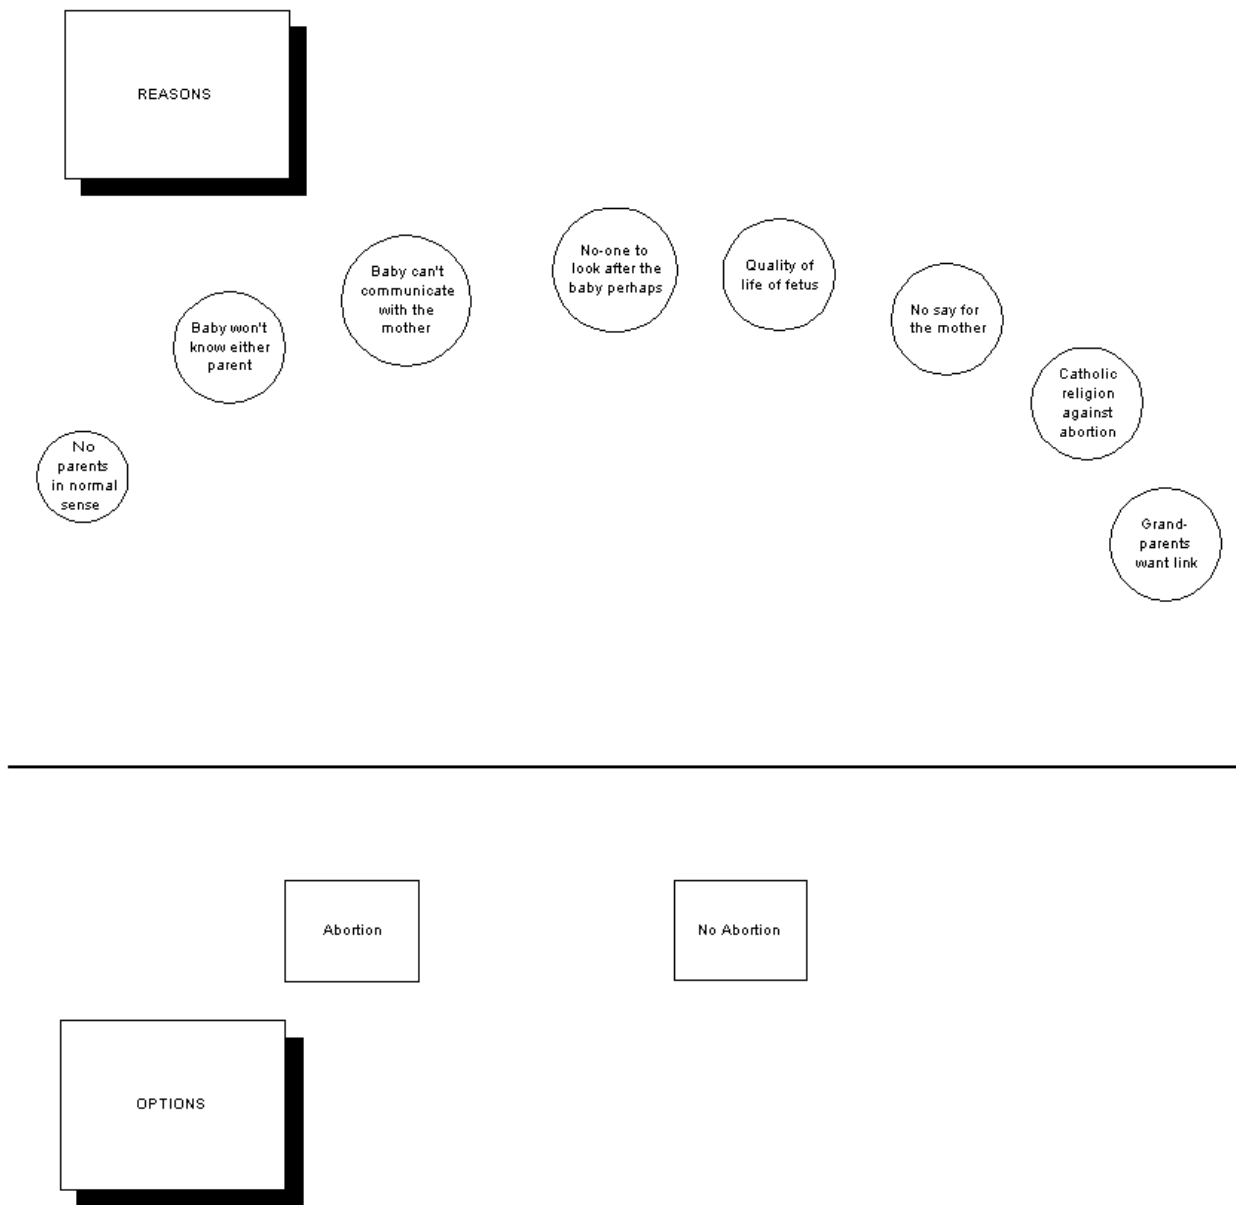 REASONS
No
parents
in normal
sense
Baby won't
know either
parent
Baby can't
communicate
with the
mother
No-one to
look after the
baby perhaps
Quality of
life of fetus
No say for
the mother
Catholic
religion
against
abortion
Grand-
parents
want link
Abortion
No Abortion
OPTIONS